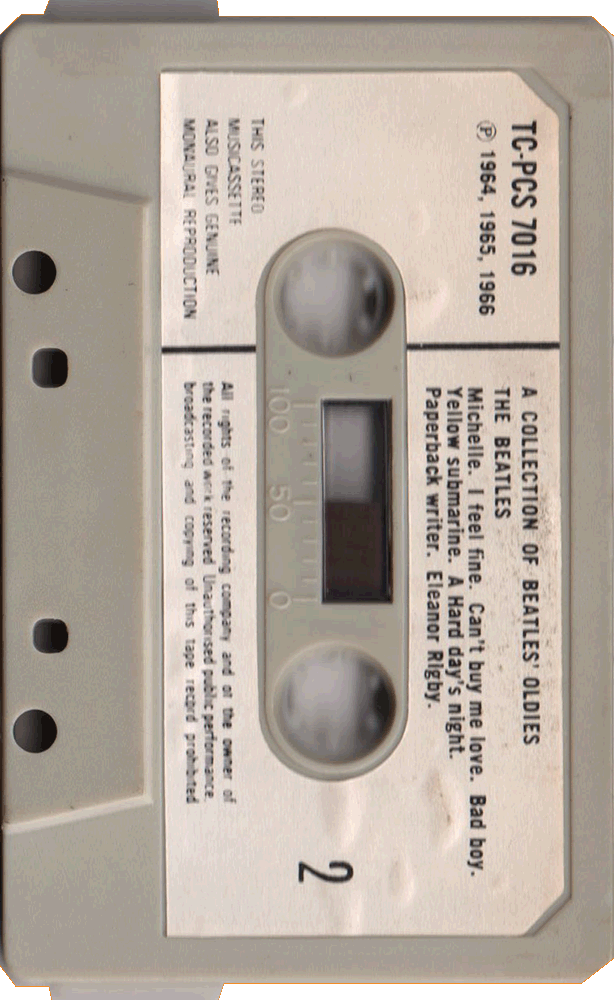 TC-PCS 7016
Ⓟ 1964, 1965, 1966
A COLLECTION OF BEATLES' OLDIES
THE BEATLES
Michelle. I feel fine. Can't buy me love. Bad boy.
Yellow submarine. A Hard day's night.
Paperback writer. Eleanor Rigby.
THIS STEREO
MUSICASSETTE
ALSO GIVES GENUINE
MONAURAL REPRODUCTION
100 50 0
2
All rights of the recording company and of the owner of
the recorded work reserved Unauthorised public performance
broadcasting and copying of this tape record prohibited